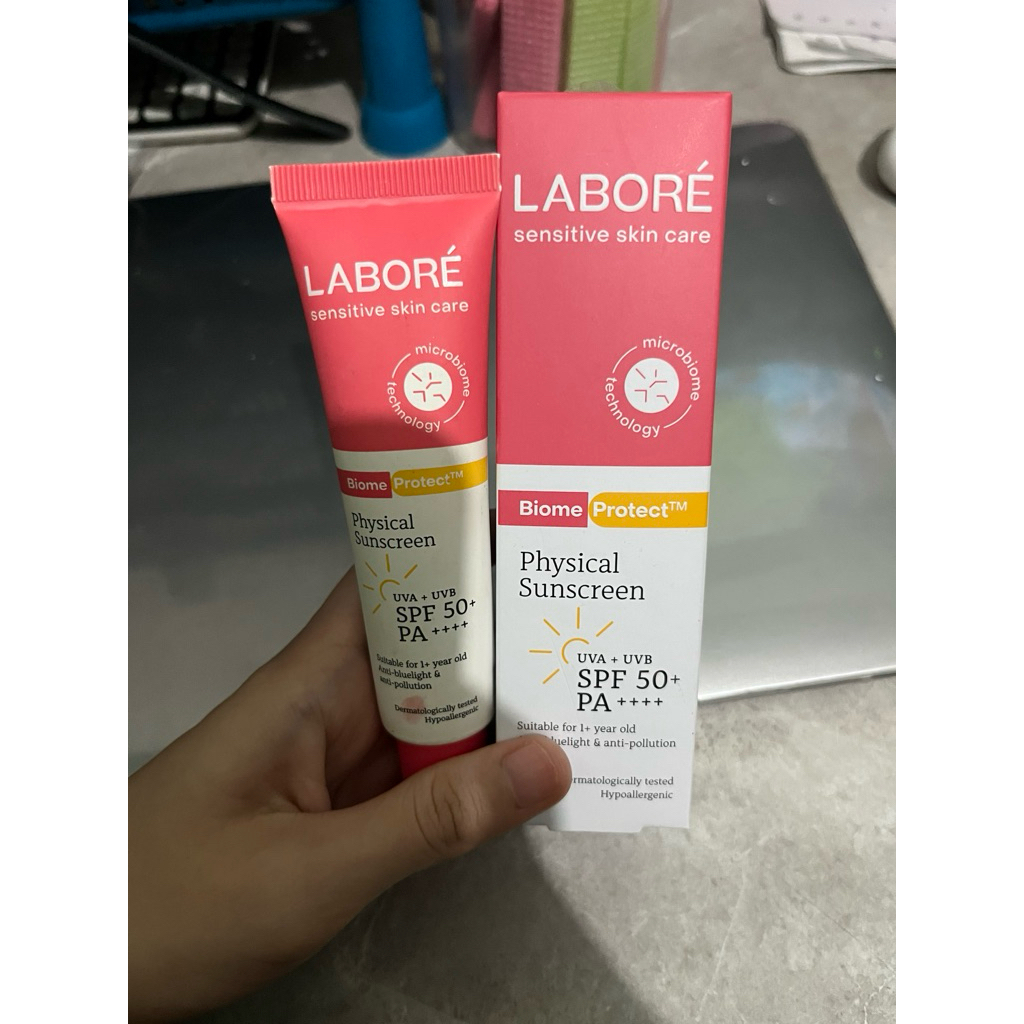 LABORÉ
sensitive skin care
microbiome
technology
Biome Protect™
Physical
Sunscreen
UVA + UVB
SPF 50+
PA ++++
Suitable for 1+ year old
Anti-bluelight &
anti-pollution
Dermatologically tested
Hypoallergenic
LABORÉ
sensitive skin care
microbiome
technology
Biome Protect™
Physical
Sunscreen
UVA + UVB
SPF 50+
PA ++++
Suitable for 1+ year old
bluelight & anti-pollution
rmatologically tested
Hypoallergenic